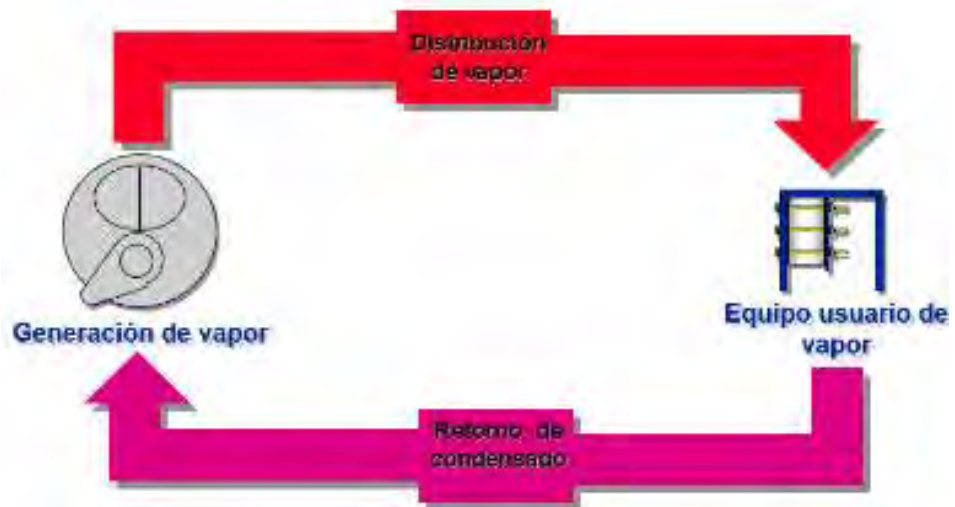 Distribución
de vapor
Generación de vapor
Equipo usuario de
vapor
Retorno de
condensado